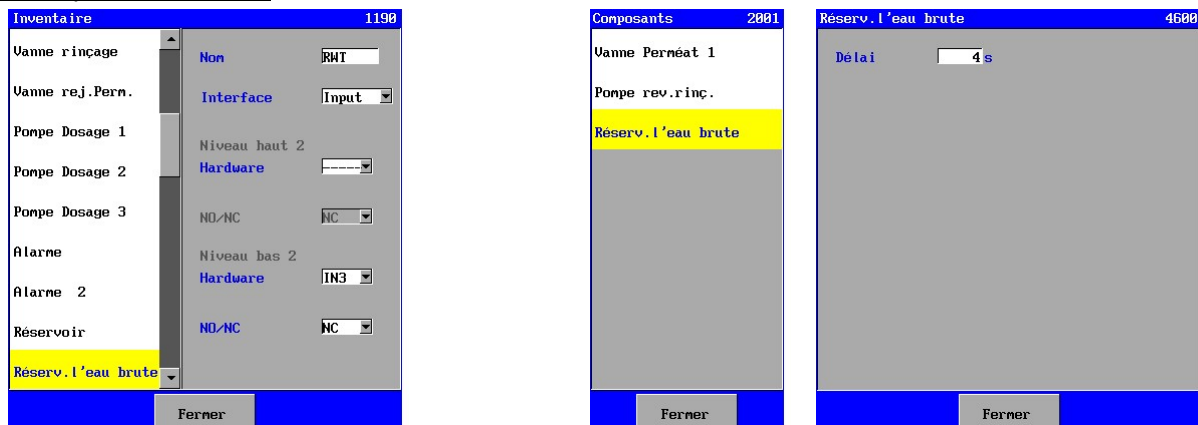 Inventaire 1190
Vanne rinçage
Vanne rej.Perm.
Pompe Dosage 1
Pompe Dosage 2
Pompe Dosage 3
Alarme
Alarme 2
Réservoir
Réserv.l'eau brute
Nom RWT
Interface Input
Niveau haut 2
Hardware -----
NO/NC NC
Niveau bas 2
Hardware IN3
NO/NC NC
Fermer
Composants 2001
Vanne Perméat 1
Pompe rev.rinç.
Réserv.l'eau brute
Fermer
Réserv.l'eau brute 4600
Délai 4 s
Fermer